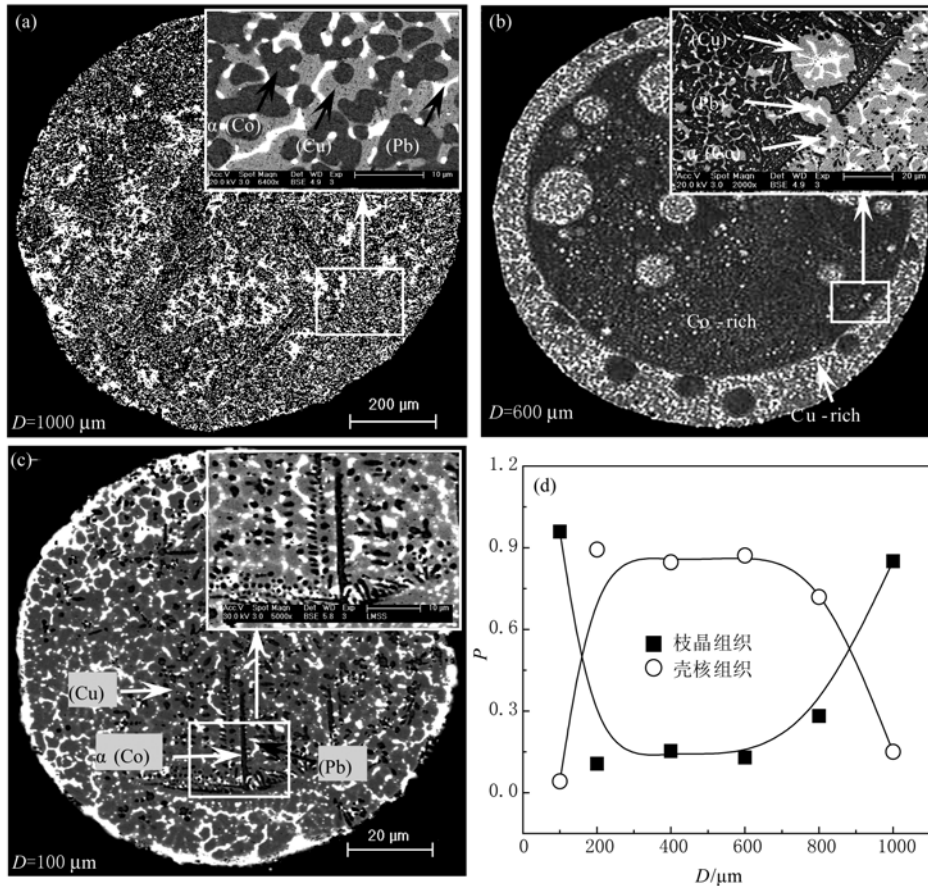 (a)
α (Co)
(Cu)
(Pb)
Acc.V Spot Magn Det WD Exp
20.0 kV 3.0 6400x BSE 4.9 3
10 μm
D=1000 μm
200 μm
(b)
(Cu)
(Pb)
α (Co)
Acc.V Spot Magn Det WD Exp
20.0 kV 3.0 2000x BSE 4.9 3
20 μm
Co -rich
Cu -rich
D=600 μm
(c)
Acc.V Spot Magn Det WD Exp
30.0 kV 3.0 5000x BSE 5.8 3 LMSS
10 μm
(Cu)
α (Co)
(Pb)
D=100 μm
20 μm
(d)
1.2
0.9
0.6
0.3
0.0
P
枝晶组织
壳核组织
0 200 400 600 800 1000
D/μm